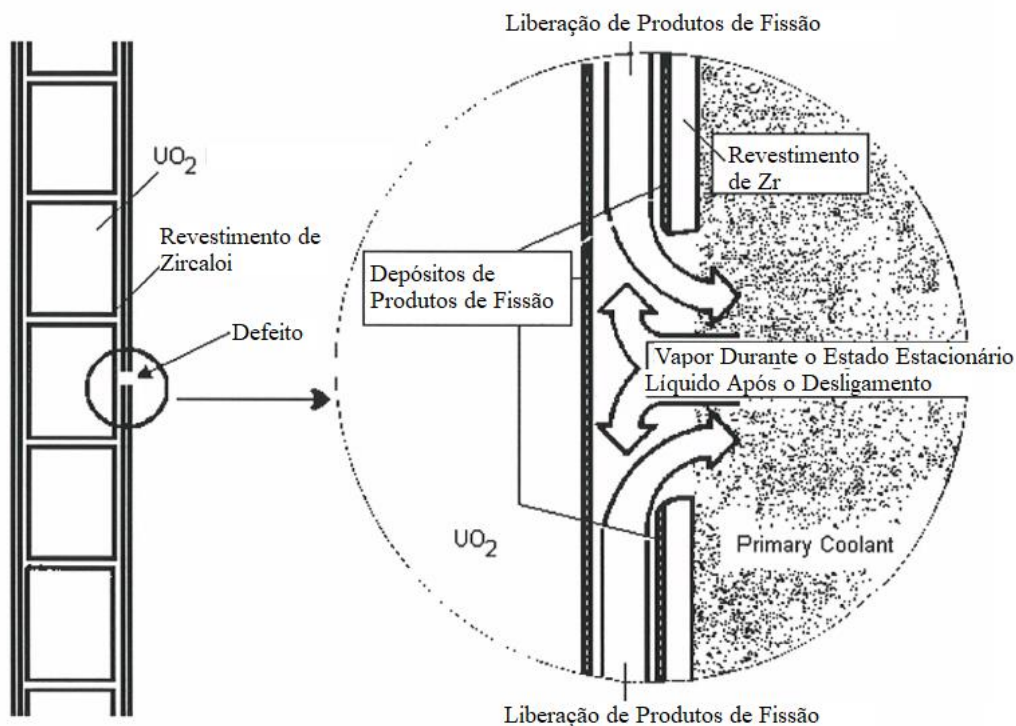 Liberação de Produtos de Fissão
UO2
Revestimento de
Zircaloi
Defeito
Revestimento
de Zr
Depósitos de
Produtos de Fissão
Vapor Durante o Estado Estacionário
Líquido Após o Desligamento
UO2
Primary Coolant
Liberação de Produtos de Fissão